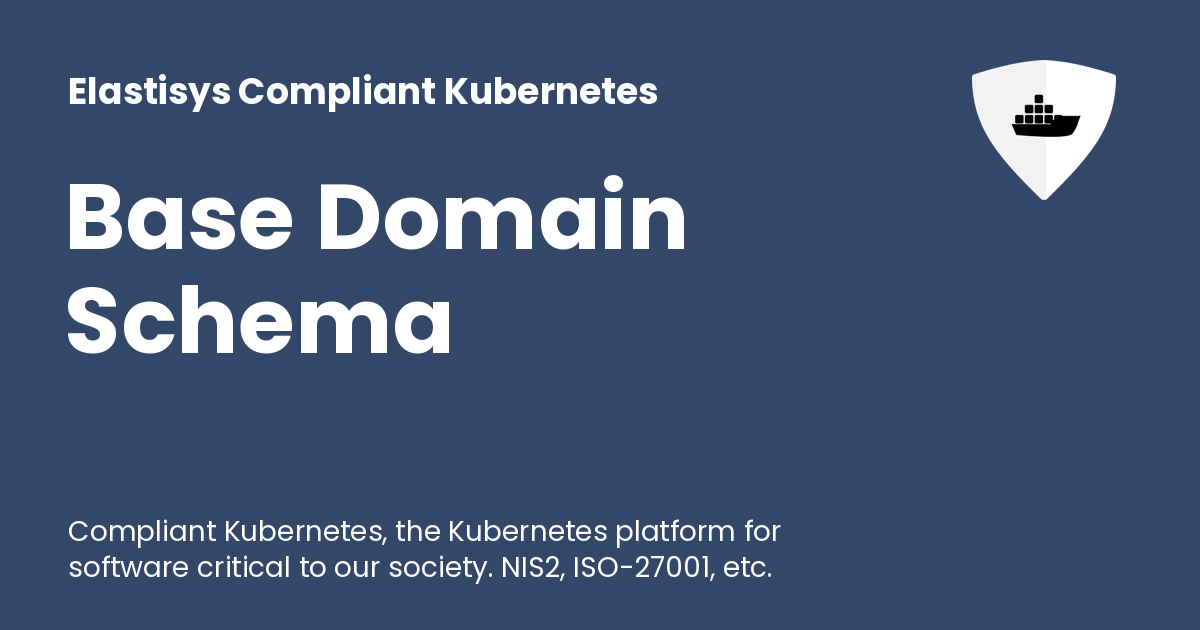 Elastisys Compliant Kubernetes
Base Domain
Schema
Compliant Kubernetes, the Kubernetes platform for
software critical to our society. NIS2, ISO-27001, etc.